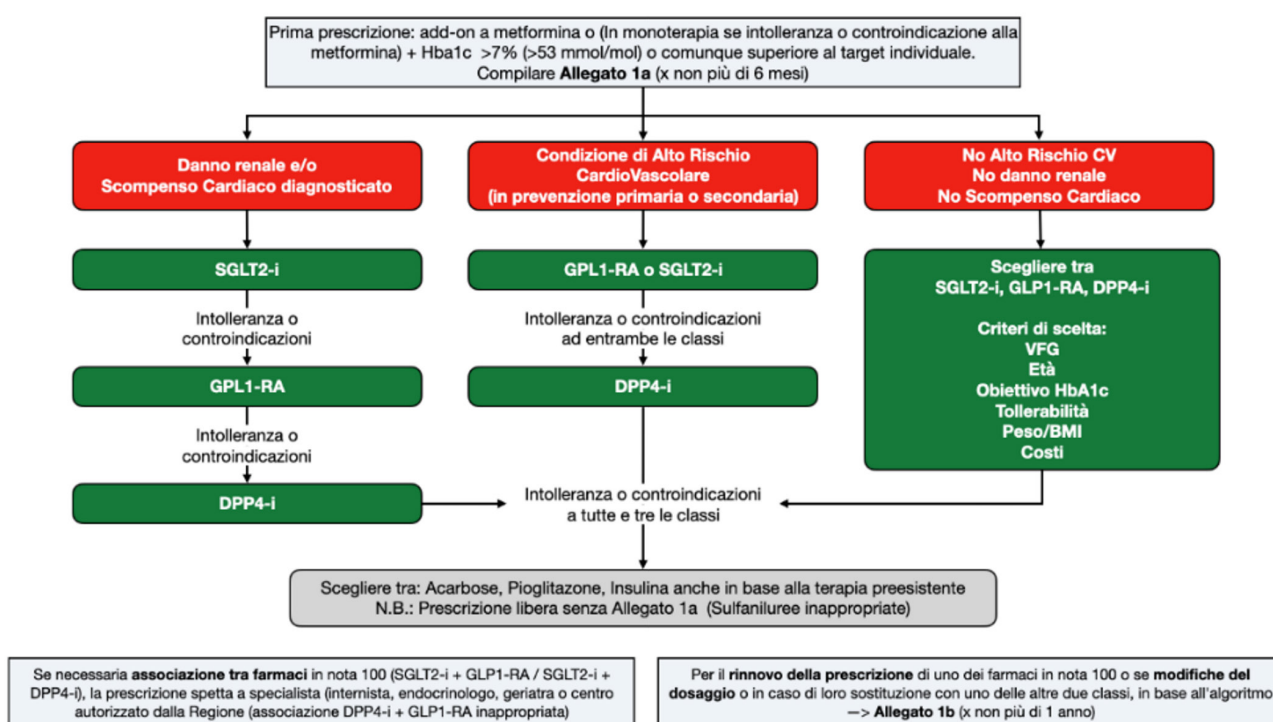 Prima prescrizione: add-on a metformina o (In monoterapia se intolleranza o controindicazione alla
metformina) + Hba1c >7% (>53 mmol/mol) o comunque superiore al target individuale.
Compilare Allegato 1a (x non più di 6 mesi)
Danno renale e/o
Scompenso Cardiaco diagnosticato
Condizione di Alto Rischio
CardioVascolare
(in prevenzione primaria o secondaria)
No Alto Rischio CV
No danno renale
No Scompenso Cardiaco
SGLT2-i
Intolleranza o
controindicazioni
GPL1-RA
Intolleranza o
controindicazioni
DPP4-i
GPL1-RA o SGLT2-i
Intolleranza o controindicazioni
ad entrambe le classi
DPP4-i
Scegliere tra
SGLT2-i, GLP1-RA, DPP4-i
Criteri di scelta:
VFG
Età
Obiettivo HbA1c
Tollerabilità
Peso/BMI
Costi
Intolleranza o controindicazioni
a tutte e tre le classi
Scegliere tra: Acarbose, Pioglitazone, Insulina anche in base alla terapia preesistente
N.B.: Prescrizione libera senza Allegato 1a (Sulfaniluree inappropriate)
Se necessaria associazione tra farmaci in nota 100 (SGLT2-i + GLP1-RA / SGLT2-i +
DPP4-i), la prescrizione spetta a specialista (internista, endocrinologo, geriatra o centro
autorizzato dalla Regione (associazione DPP4-i + GLP1-RA inappropriata)
Per il rinnovo della prescrizione di uno dei farmaci in nota 100 o se modifiche del
dosaggio o in caso di loro sostituzione con uno delle altre due classi, in base all'algoritmo
—> Allegato 1b (x non più di 1 anno)